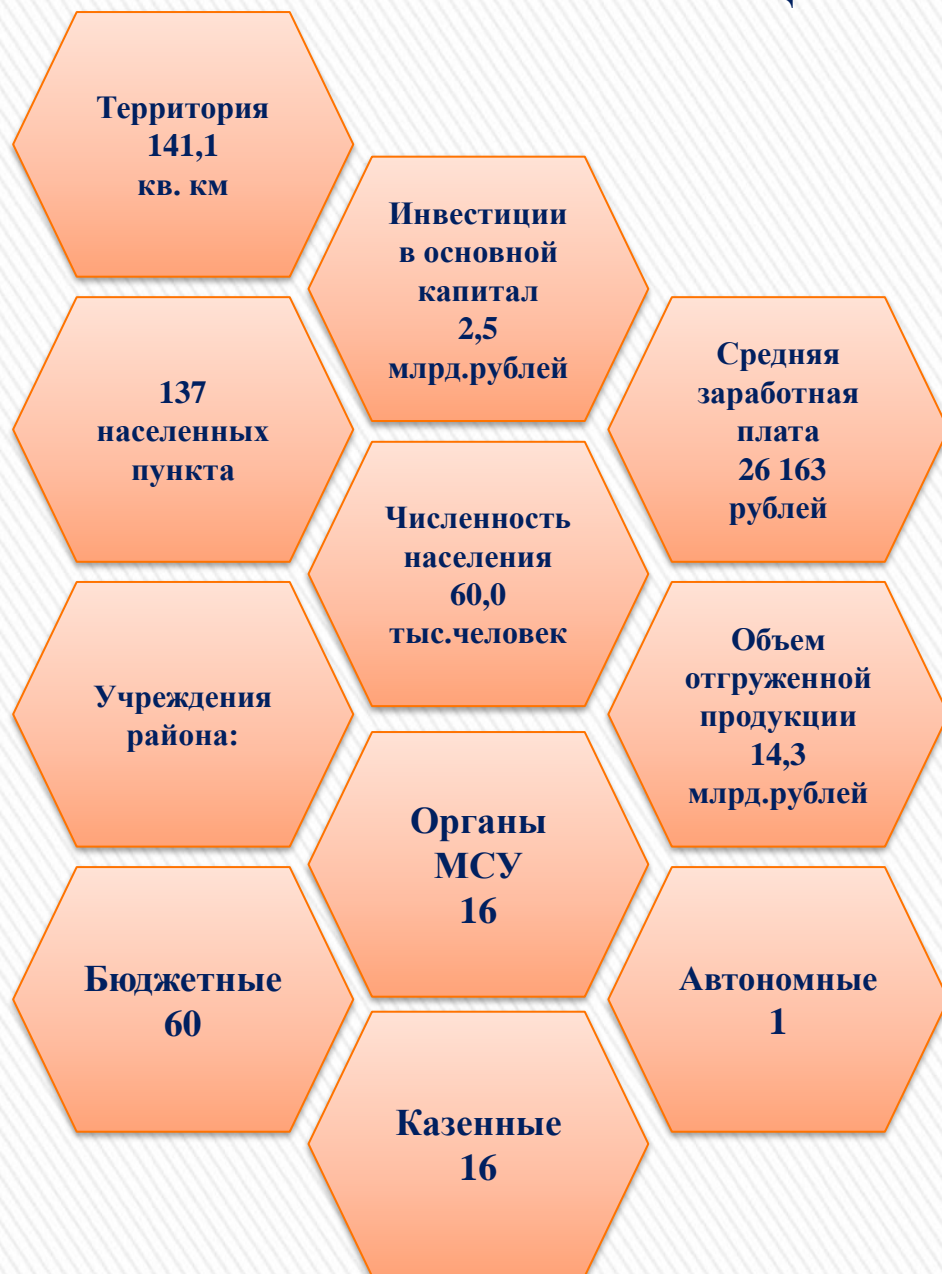 Территория
141,1
кв. км
Инвестиции
в основной
капитал
2,5
млрд.рублей
137
населенных
пункта
Средняя
заработная
плата
26 163
рублей
Численность
населения
60,0
тыс.человек
Учреждения
района:
Объем
отгруженной
продукции
14,3
млрд.рублей
Органы
МСУ
16
Бюджетные
60
Автономные
1
Казенные
16